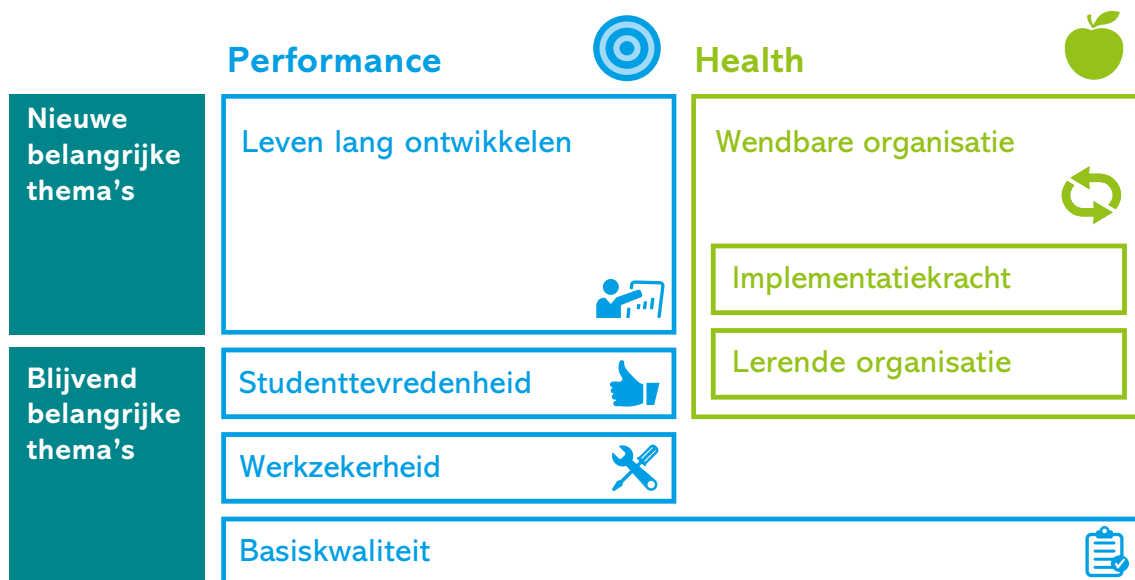 Performance
Health
Nieuwe
belangrijke
thema’s
Leven lang ontwikkelen
Wendbare organisatie
Implementatiekracht
Lerende organisatie
Blijvend
belangrijke
thema’s
Studenttevredenheid
Werkzekerheid
Basiskwaliteit